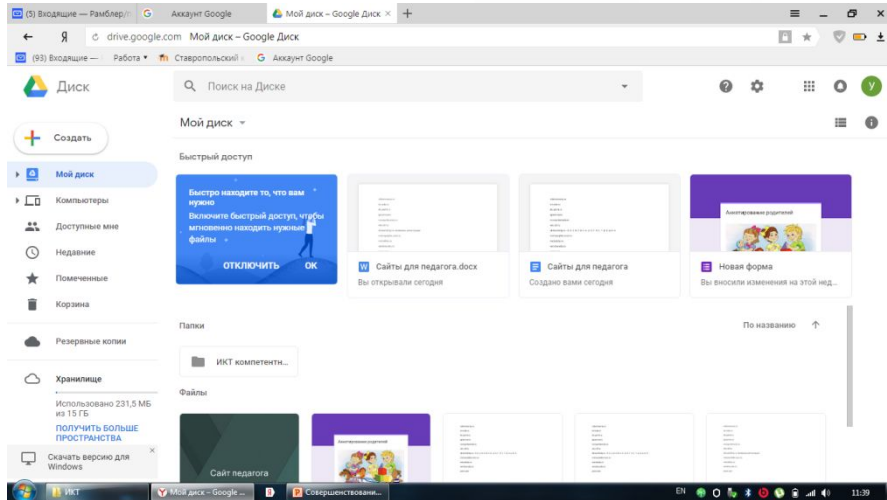 (5) Входящие — Рамблер/п
Аккаунт Google
Мой диск – Google Диск
Я
drive.google.com Мой диск – Google Диск
(93) Входящие —
Работа
Ставропольский
Аккаунт Google
Диск
Поиск на Диске
У
Создать
Мой диск
Мой диск
Компьютеры
Доступные мне
Недавние
Помеченные
Корзина
Резервные копии
Хранилище
Использовано 231,5 МБ
из 15 ГБ
ПОЛУЧИТЬ БОЛЬШЕ
ПРОСТРАНСТВА
Скачать версию для
Windows
Быстрый доступ
Быстро находите то, что вам
нужно
Включите быстрый доступ, чтобы
мгновенно находить нужные
файлы
ОТКЛЮЧИТЬ ОК
Сайты для педагога.docx
Вы открывали сегодня
Сайты для педагога
Создано вами сегодня
Анкетирование родителей
Новая форма
Вы вносили изменения на этой нед...
Папки
По названию
ИКТ компетентн...
Файлы
Сайт педагога
Анкетирование родителей
ИКТ
Мой диск – Google ...
Совершенствовани...
EN
11:39